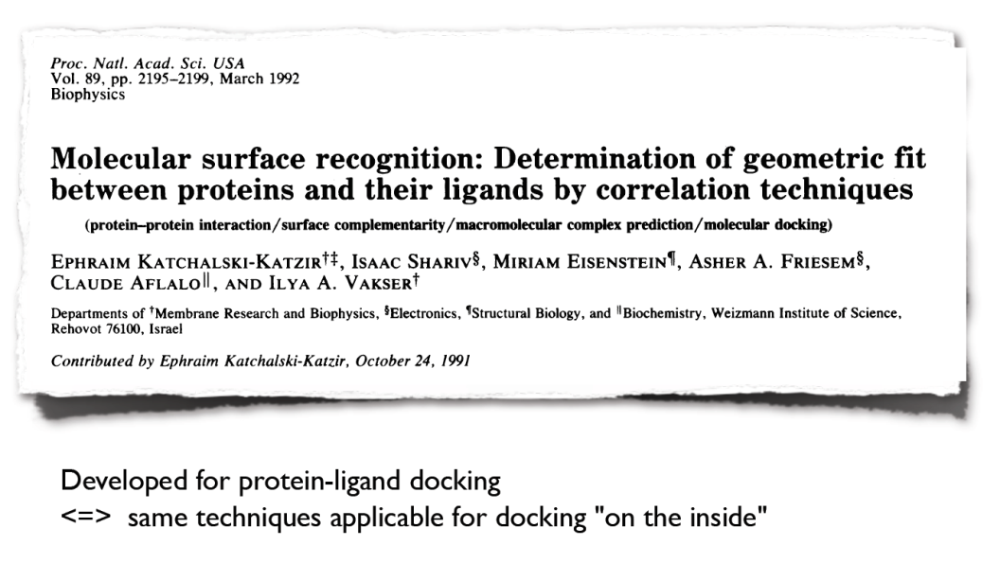 Proc. Natl. Acad. Sci. USA
Vol. 89, pp. 2195–2199, March 1992
Biophysics
Molecular surface recognition: Determination of geometric fit
between proteins and their ligands by correlation techniques
(protein–protein interaction/surface complementarity/macromolecular complex prediction/molecular docking)
EPHRAIM KATCHALSKI-KATZIR†‡, ISAAC SHARIV§, MIRIAM EISENSTEIN¶, ASHER A. FRIESEM§,
CLAUDE AFLALO‖, AND ILYA A. VAKSER†
Departments of †Membrane Research and Biophysics, §Electronics, ¶Structural Biology, and ‖Biochemistry, Weizmann Institute of Science,
Rehovot 76100, Israel
Contributed by Ephraim Katchalski-Katzir, October 24, 1991
Developed for protein-ligand docking
<=> same techniques applicable for docking "on the inside"